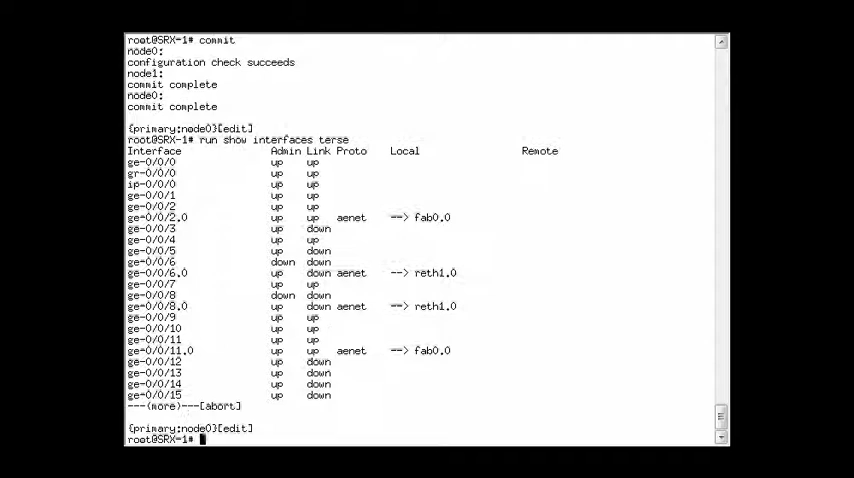 root@SRX-1# commit
node0:
configuration check succeeds
node1:
commit complete
node0:
commit complete
{primary:node0}[edit]
root@SRX-1# run show interfaces terse
Interface Admin Link Proto Local Remote
ge-0/0/0 up up
gr-0/0/0 up up
ip-0/0/0 up up
ge-0/0/1 up up
ge-0/0/2 up up
ge-0/0/2.0 up up aenet --> fab0.0
ge-0/0/3 up down
ge-0/0/4 up up
ge-0/0/5 up down
ge-0/0/6 down down
ge-0/0/6.0 up down aenet --> reth1.0
ge-0/0/7 up up
ge-0/0/8 down down
ge-0/0/8.0 up down aenet --> reth1.0
ge-0/0/9 up up
ge-0/0/10 up up
ge-0/0/11 up up
ge-0/0/11.0 up up aenet --> fab0.0
ge-0/0/12 up down
ge-0/0/13 up down
ge-0/0/14 up down
ge-0/0/15 up down
---(more)---[abort]
{primary:node0}[edit]
root@SRX-1#